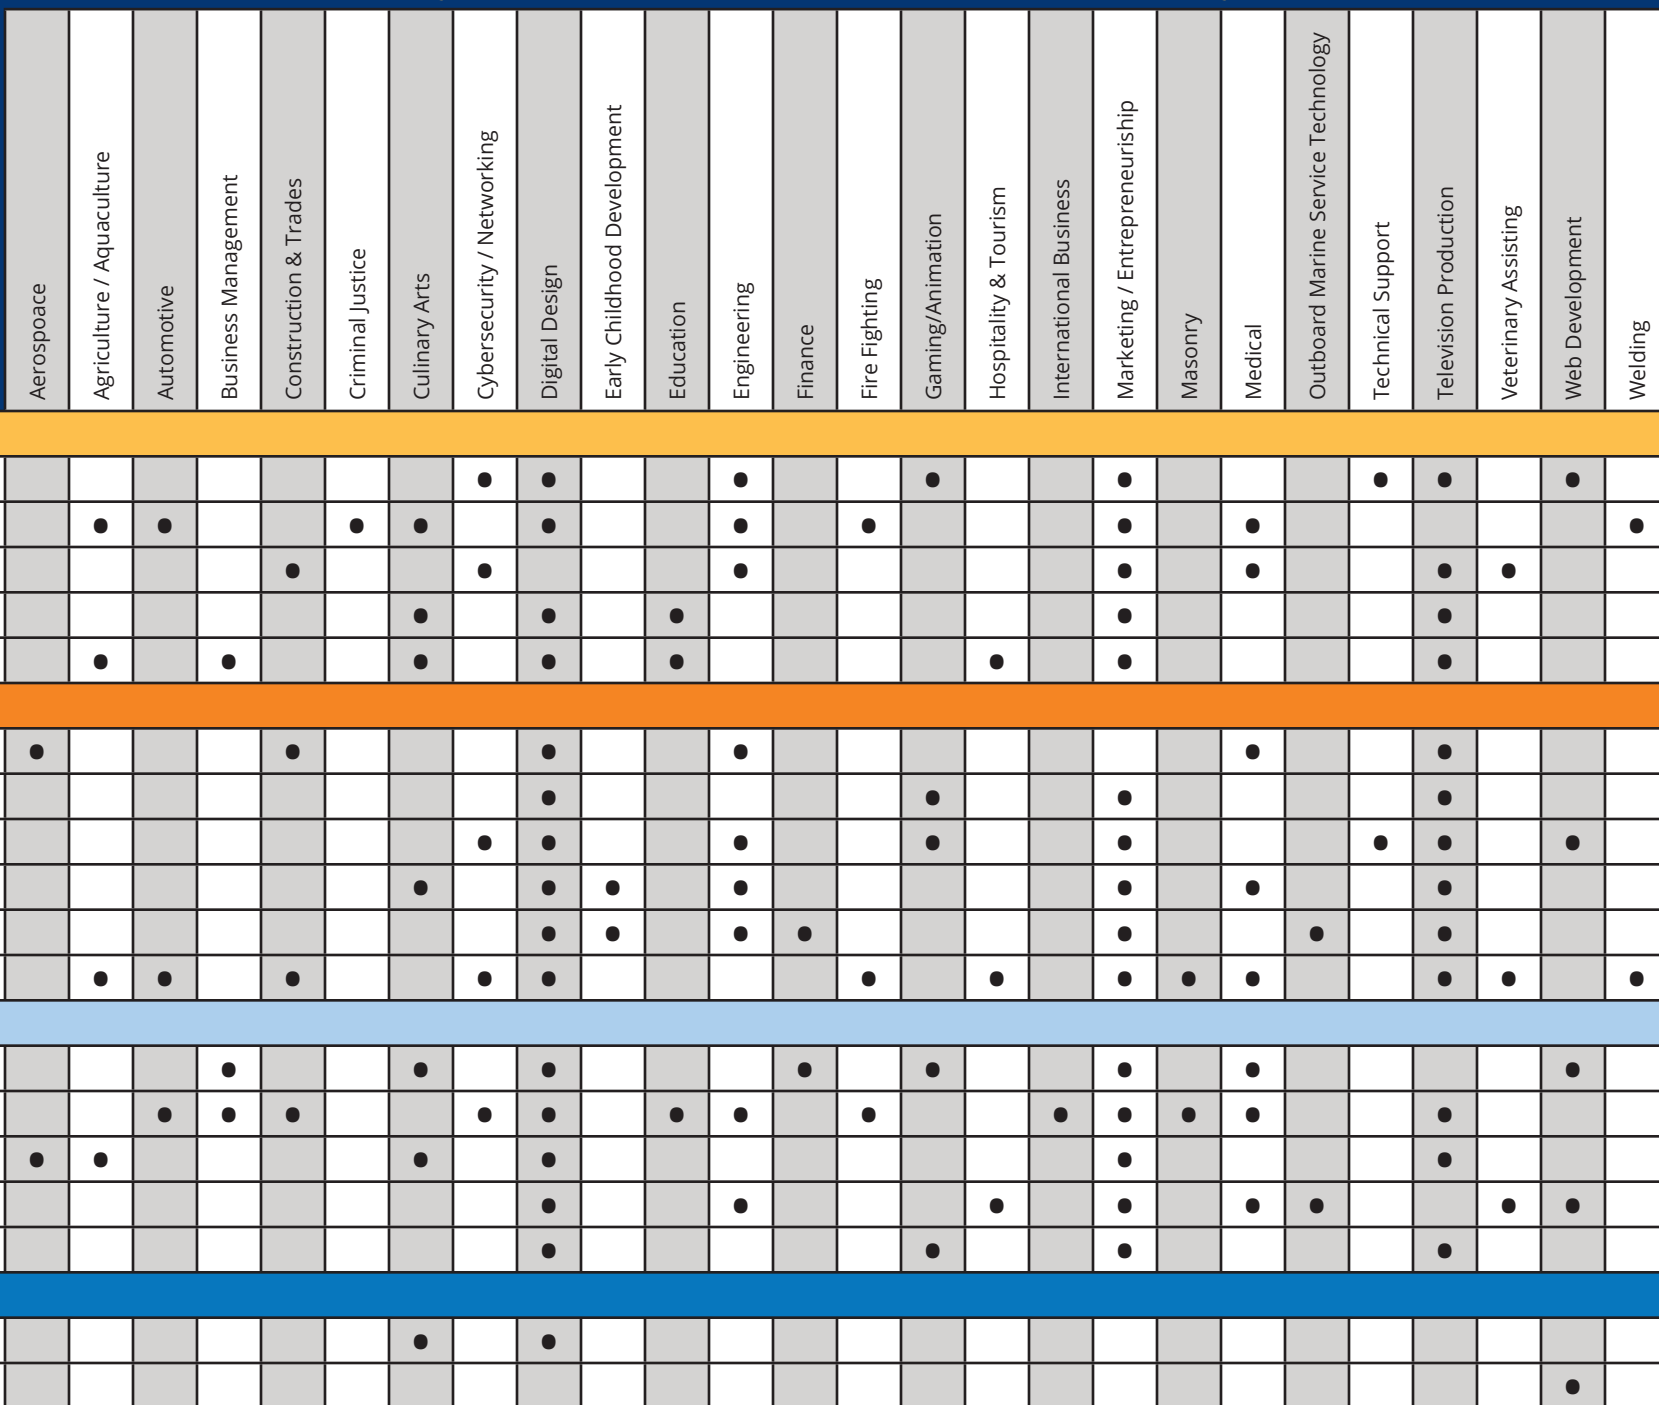 Aerospoace
Agriculture / Aquaculture
Automotive
Business Management
Construction & Trades
Criminal Justice
Culinary Arts
Cybersecurity / Networking
Digital Design
Early Childhood Development
Education
Engineering
Finance
Fire Fighting
Gaming/Animation
Hospitality & Tourism
International Business
Marketing / Entrepreneuriship
Masonry
Medical
Outboard Marine Service Technology
Technical Support
Television Production
Veterinary Assisting
Web Development
Welding